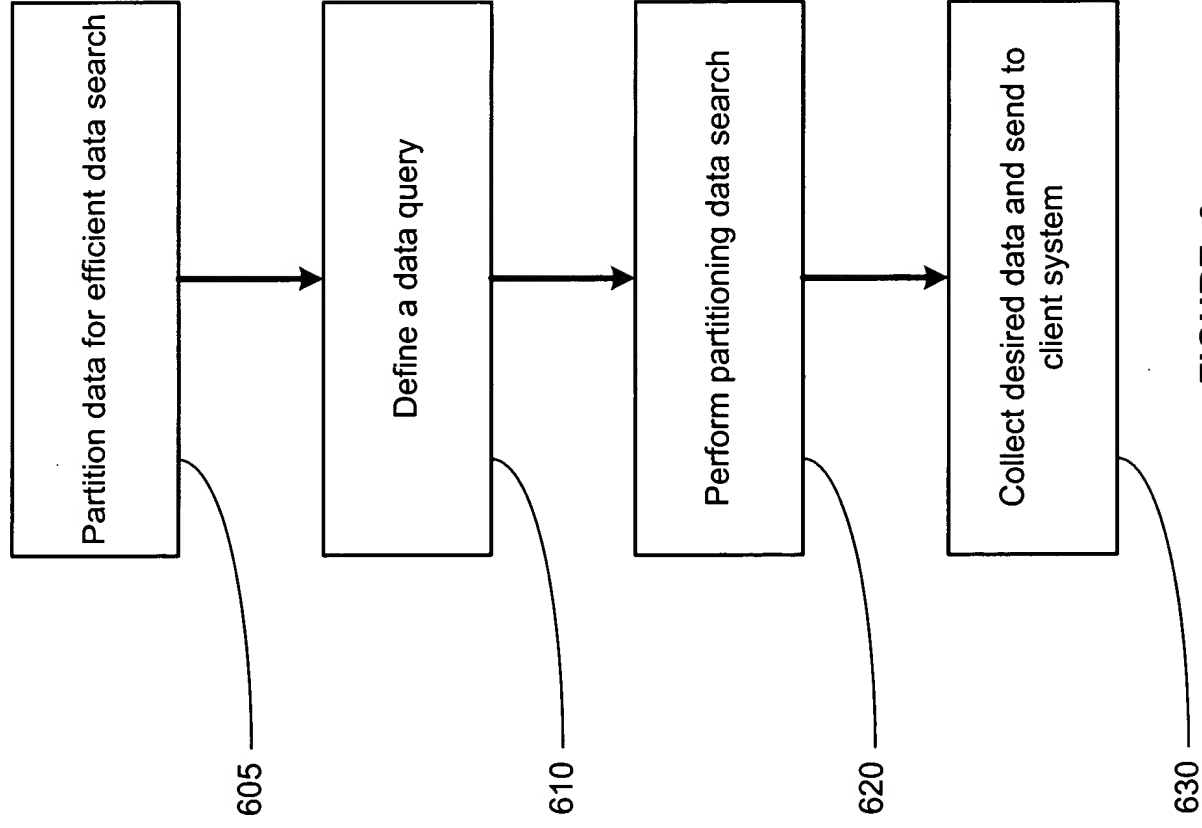 Partition data for efficient data search
605
Define a data query
610
Perform partitioning data search
620
Collect desired data and send to
client system
630